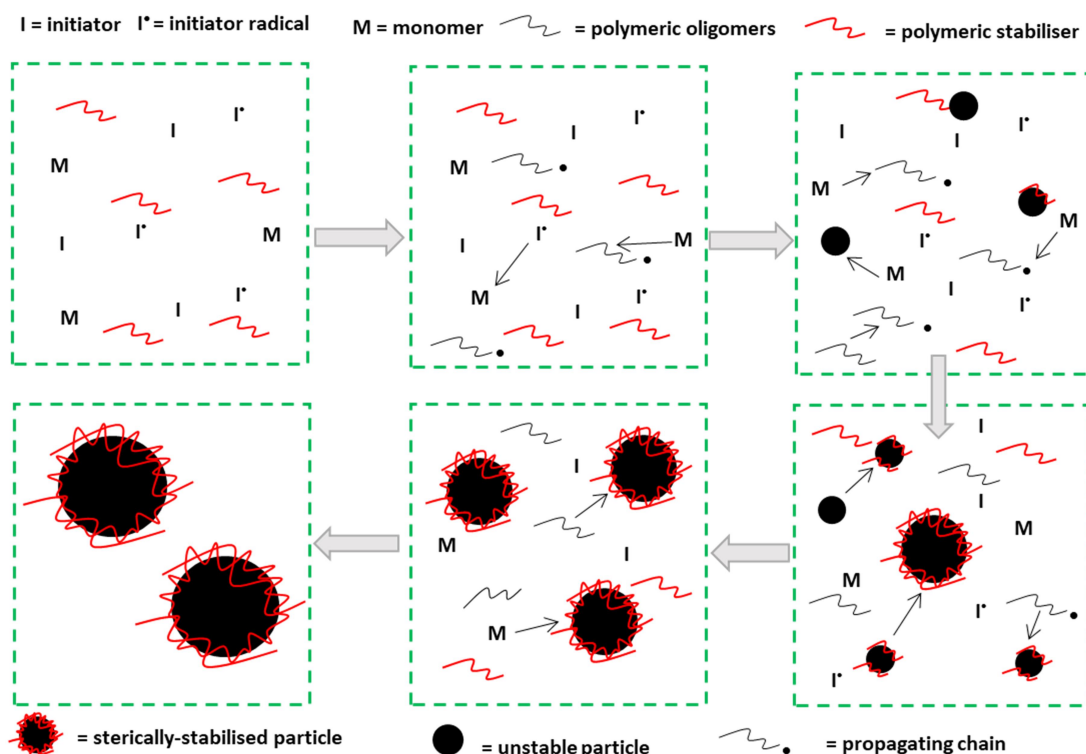 I = initiator I• = initiator radical M = monomer = polymeric oligomers = polymeric stabiliser
I I•
M
I•
I M
I•
M I
I•
I
M
I•
I M
I•
M I
I•
I I
M
M
I•
M
I
I•
I
I
M
M
I•
I•
I
M
I
M
= sterically-stabilised particle = unstable particle = propagating chain